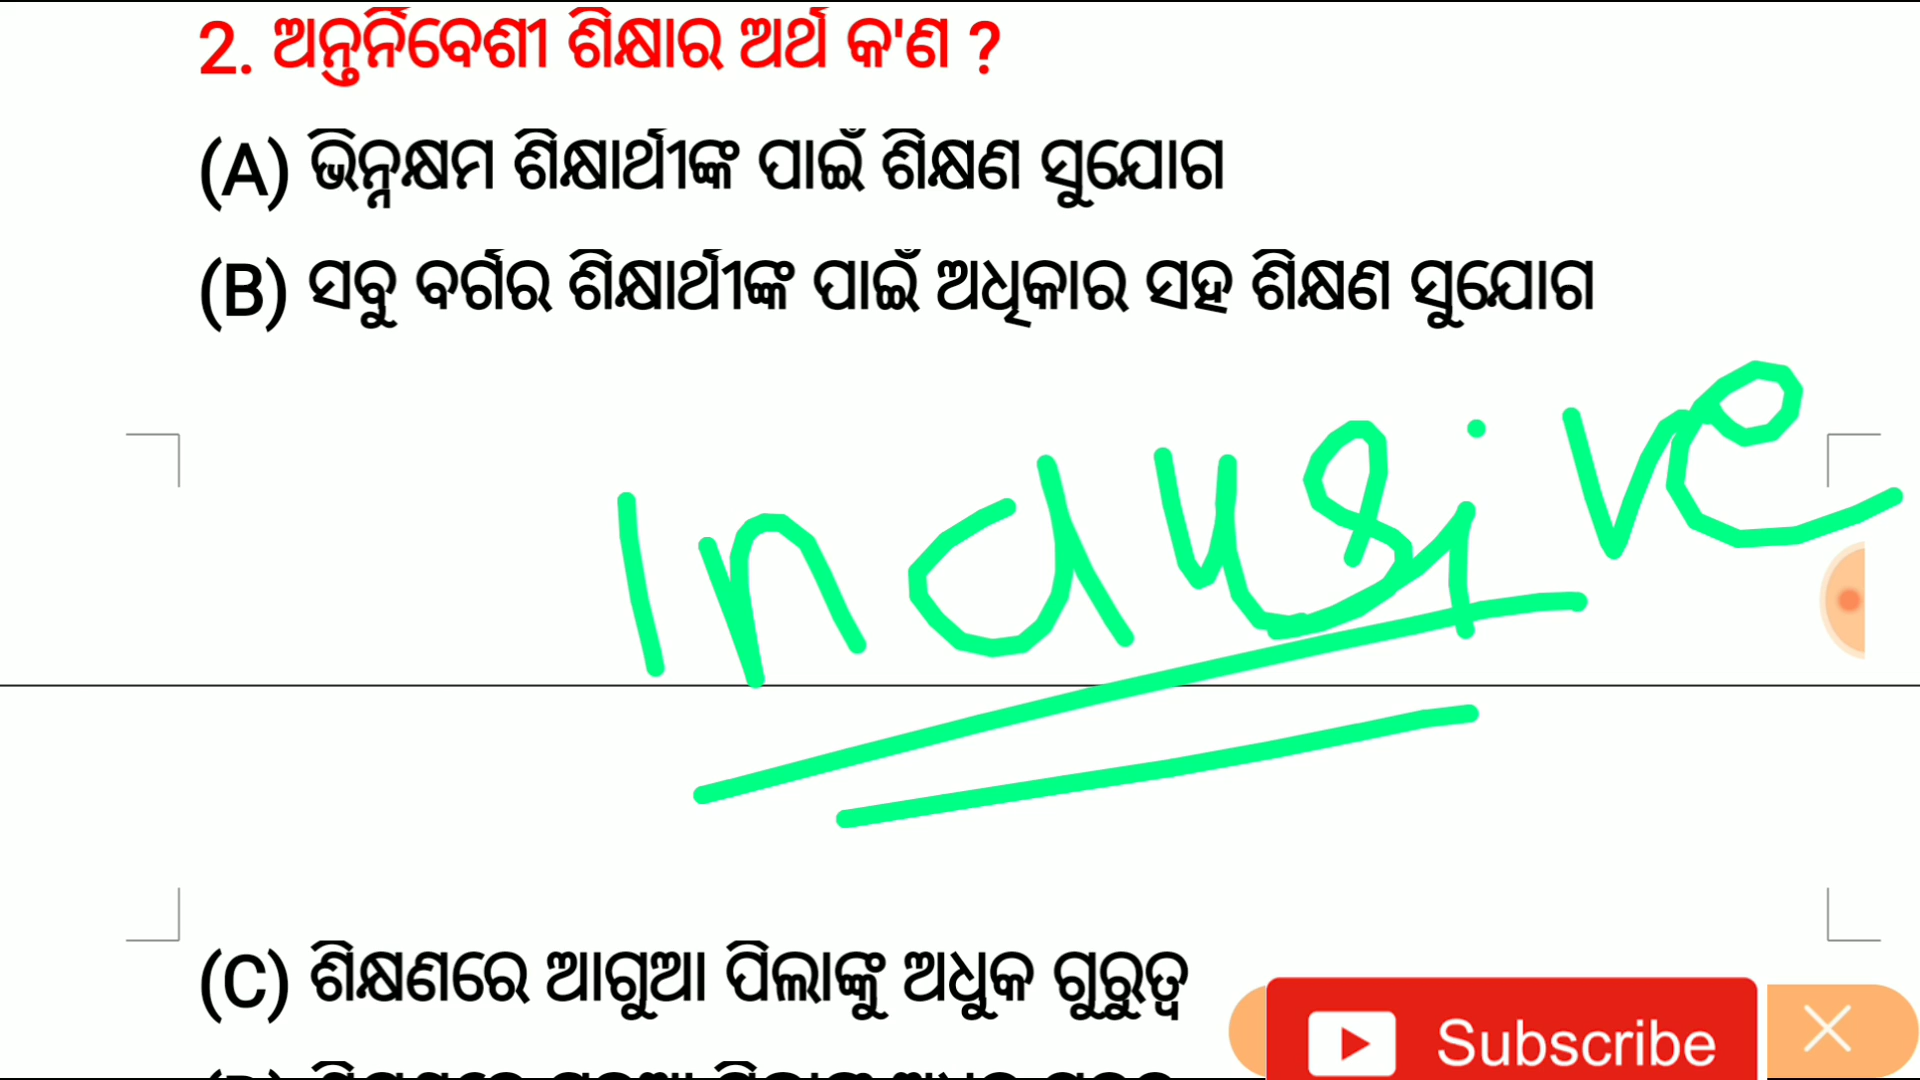 2. ଅନ୍ତର୍ନିବେଶୀ ଶିକ୍ଷାର ଅର୍ଥ କ'ଣ ?
(A) ଭିନ୍ନକ୍ଷମ ଶିକ୍ଷାର୍ଥୀଙ୍କ ପାଇଁ ଶିକ୍ଷଣ ସୁଯୋଗ
(B) ସବୁ ବର୍ଗର ଶିକ୍ଷାର୍ଥୀଙ୍କ ପାଇଁ ଅଧିକାର ସହ ଶିକ୍ଷଣ ସୁଯୋଗ
Inclusive
(C) ଶିକ୍ଷଣରେ ଆଗୁଆ ପିଲାଙ୍କୁ ଅଧିକ ଗୁରୁତ୍ୱ
Subscribe